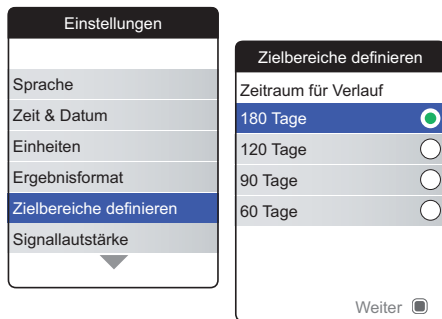 Einstellungen
Sprache
Zeit & Datum
Einheiten
Ergebnisformat
Zielbereiche definieren
Signallautstärke
Zielbereiche definieren
Zeitraum für Verlauf
180 Tage
120 Tage
90 Tage
60 Tage
Weiter